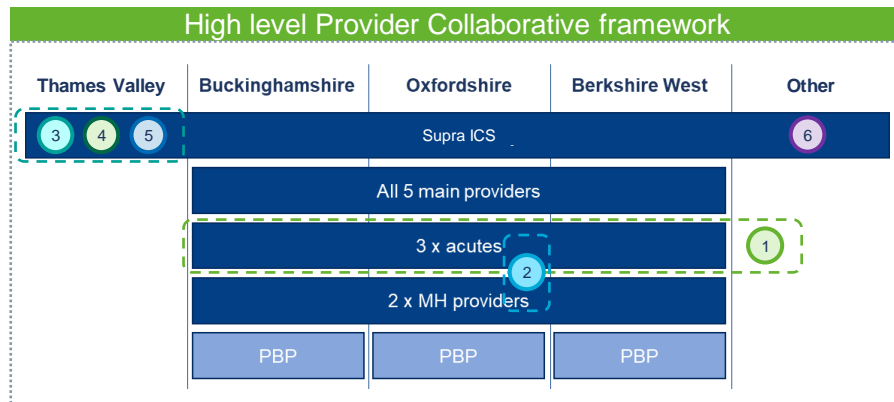 High level Provider Collaborative framework
Thames Valley Buckinghamshire Oxfordshire Berkshire West Other
3 4 5 Supra ICS 6
All 5 main providers
3 x acutes 1
2
2 x MH providers
PBP PBP PBP